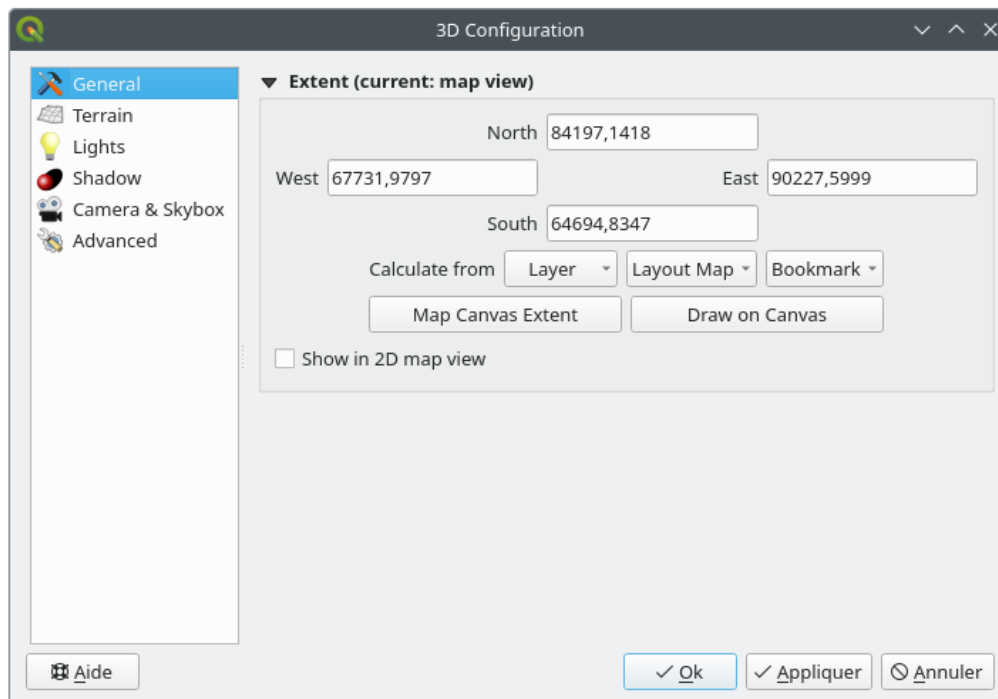 3D Configuration
General
Terrain
Lights
Shadow
Camera & Skybox
Advanced
Extent (current: map view)
North 84197,1418
West 67731,9797 East 90227,5999
South 64694,8347
Calculate from Layer Layout Map Bookmark
Map Canvas Extent Draw on Canvas
Show in 2D map view
Aide Ok Appliquer Annuler